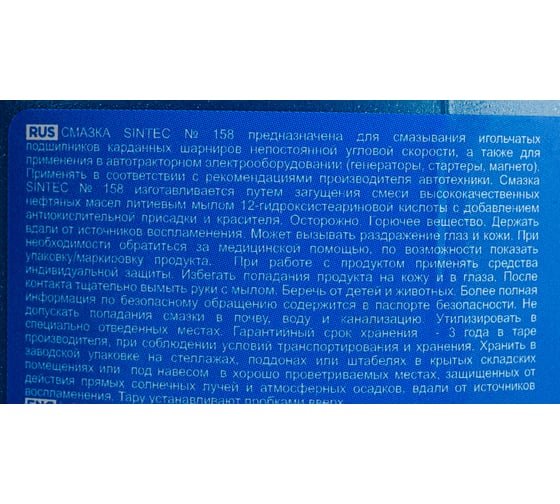 RUS СМАЗКА SINTEC № 158 предназначена для смазывания игольчатых
подшипников карданных шарниров непостоянной угловой скорости, а также для
применения в автотракторном электрооборудовании (генераторы, стартеры, магнето).
Применять в соответствии с рекомендациями производителя автотехники. Смазка
SINTEC № 158 изготавливается путем загущения смеси высококачественных
нефтяных масел литиевым мылом 12-гидроксистеариновой кислоты с добавлением
антиокислительной присадки и красителя. Осторожно. Горючее вещество. Держать
вдали от источников воспламенения. Может вызывать раздражение глаз и кожи. При
необходимости обратиться за медицинской помощью, по возможности показать
упаковку/маркировку продукта. При работе с продуктом применять средства
индивидуальной защиты. Избегать попадания продукта на кожу и в глаза. После
контакта тщательно вымыть руки с мылом. Беречь от детей и животных. Более полная
информация по безопасному обращению содержится в паспорте безопасности. Не
допускать попадания смазки в почву, воду и канализацию. Утилизировать в
специально отведенных местах. Гарантийный срок хранения - 3 года в таре
производителя, при соблюдении условий транспортирования и хранения. Хранить в
заводской упаковке на стеллажах, поддонах или штабелях в крытых складских
помещениях или под навесом в хорошо проветриваемых местах, защищенных от
действия прямых солнечных лучей и атмосферных осадков, вдали от источников
воспламенения. Тару устанавливают пробками вверх.